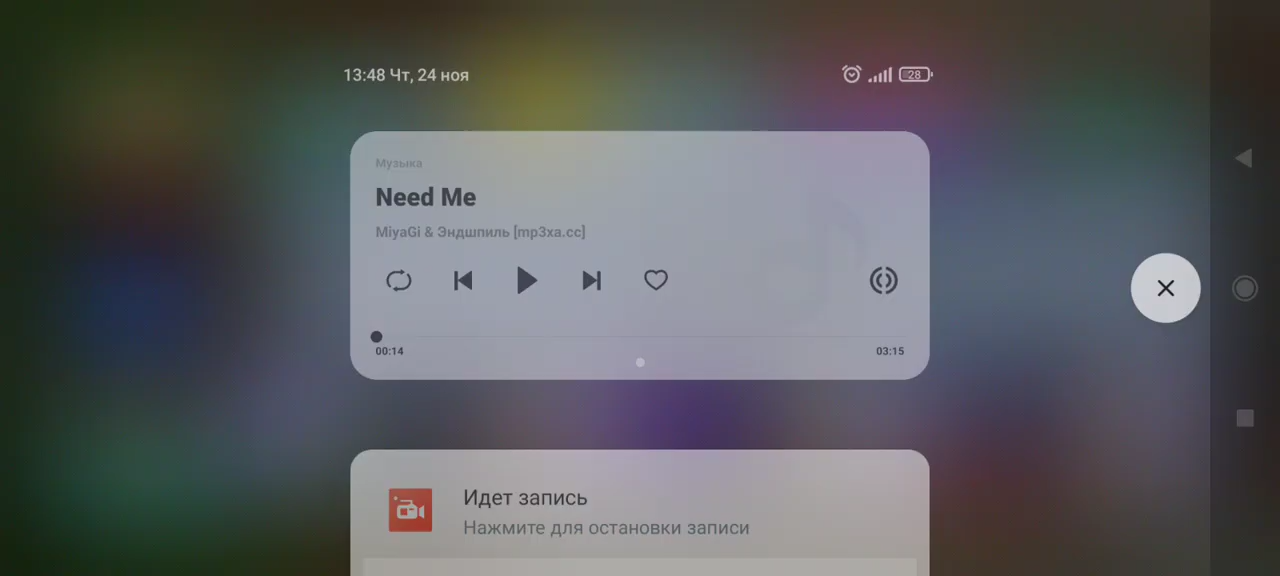 13:48 Чт, 24 ноя
28
Музыка
Need Me
MiyaGi & Эндшпиль [mp3xa.cc]
00:14
03:15
Идет запись
Нажмите для остановки записи